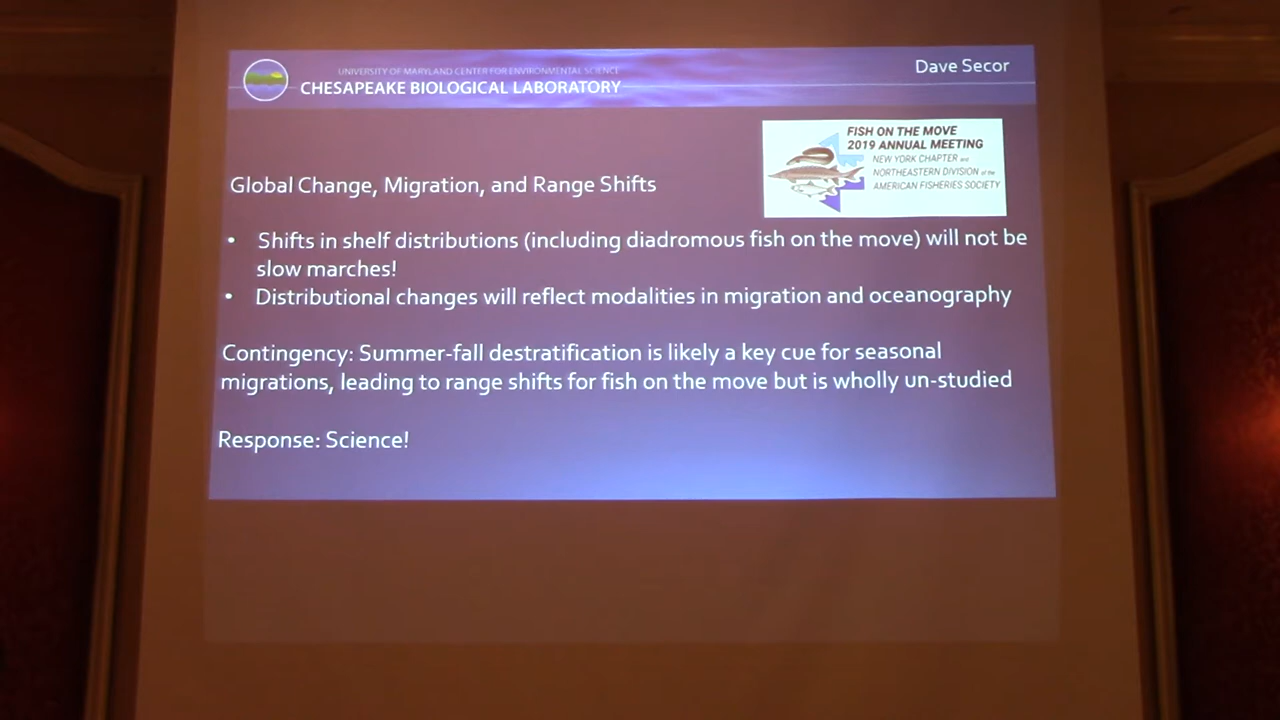 UNIVERSITY OF MARYLAND CENTER FOR ENVIRONMENTAL SCIENCE
CHESAPEAKE BIOLOGICAL LABORATORY
Dave Secor
FISH ON THE MOVE
2019 ANNUAL MEETING
NEW YORK CHAPTER and
NORTHEASTERN DIVISION of the
AMERICAN FISHERIES SOCIETY
Global Change, Migration, and Range Shifts
• Shifts in shelf distributions (including diadromous fish on the move) will not be
slow marches!
• Distributional changes will reflect modalities in migration and oceanography
Contingency: Summer-fall destratification is likely a key cue for seasonal
migrations, leading to range shifts for fish on the move but is wholly un-studied
Response: Science!